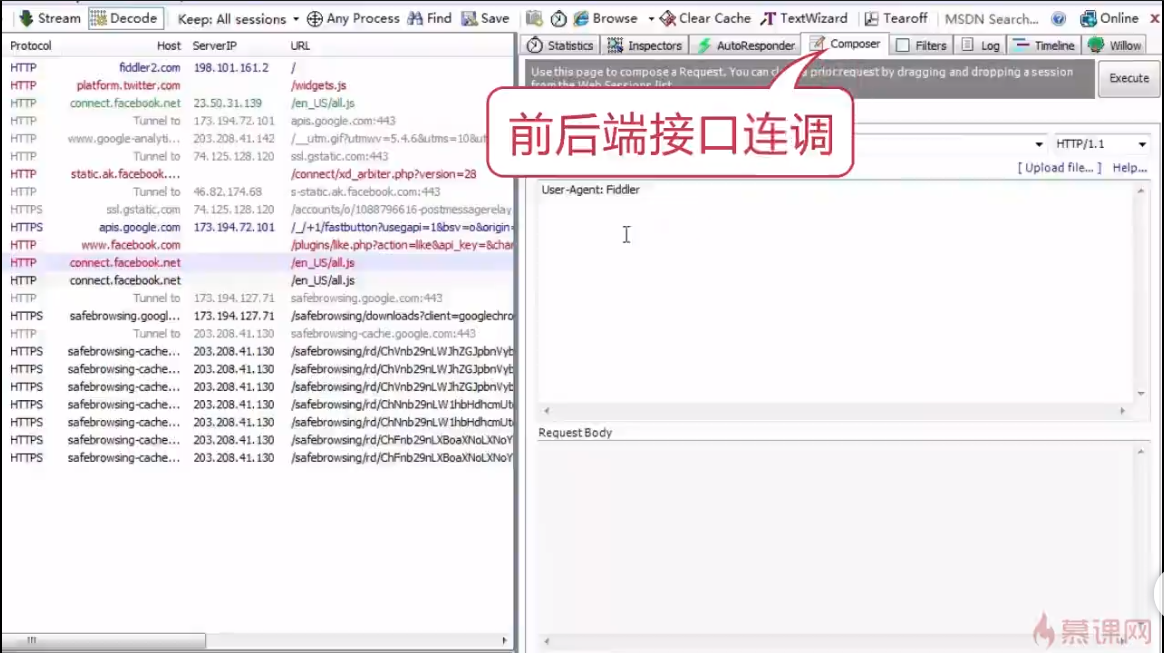 Stream Decode Keep: All sessions Any Process Find Save Browse Clear Cache TextWizard Tearoff MSDN Search... Online
Protocol Host ServerIP URL
HTTP fiddler2.com 198.101.161.2 /
HTTP platform.twitter.com /widgets.js
HTTP connect.facebook.net 23.50.31.139 /en_US/all.js
HTTP Tunnel to 173.194.72.101 apis.google.com:443
HTTP www.google-analyti... 203.208.41.142 /__utm.gif?utmwv=5.4.6&utms=10&ut
HTTP Tunnel to 74.125.128.120 ssl.gstatic.com:443
HTTP static.ak.facebook.... /connect/xd_arbiter.php?version=28
HTTP Tunnel to 46.82.174.68 s-static.ak.facebook.com:443
HTTPS ssl.gstatic.com 74.125.128.120 /accounts/o/1088796616-postmessagerelay
HTTPS apis.google.com 173.194.72.101 /_/+1/fastbutton?usegapi=1&bsv=o&origin=
HTTP www.facebook.com /plugins/like.php?action=like&api_key=&char
HTTP connect.facebook.net /en_US/all.js
HTTP connect.facebook.net /en_US/all.js
HTTP Tunnel to 173.194.127.71 safebrowsing.google.com:443
HTTPS safebrowsing.googl... 173.194.127.71 /safebrowsing/downloads?client=googlechro
HTTP Tunnel to 203.208.41.130 safebrowsing-cache.google.com:443
HTTPS safebrowsing-cache... 203.208.41.130 /safebrowsing/rd/ChVnb29nLWJhZGJpbnVyb
HTTPS safebrowsing-cache... 203.208.41.130 /safebrowsing/rd/ChVnb29nLWJhZGJpbnVyb
HTTPS safebrowsing-cache... 203.208.41.130 /safebrowsing/rd/ChVnb29nLWJhZGJpbnVyb
HTTPS safebrowsing-cache... 203.208.41.130 /safebrowsing/rd/ChNnb29nLW1hbHdhcmUt
HTTPS safebrowsing-cache... 203.208.41.130 /safebrowsing/rd/ChNnb29nLW1hbHdhcmUt
HTTPS safebrowsing-cache... 203.208.41.130 /safebrowsing/rd/ChFnb29nLXBoaXNoLXNoY
HTTPS safebrowsing-cache... 203.208.41.130 /safebrowsing/rd/ChFnb29nLXBoaXNoLXNoY
Statistics Inspectors AutoResponder Composer Filters Log Timeline Willow
Use this page to compose a Request. You can prior request by dragging and dropping a session
from the Web Sessions list.
Execute
前后端接口连调
HTTP/1.1
[ Upload file... ] Help...
User-Agent: Fiddler
Request Body
慕课网